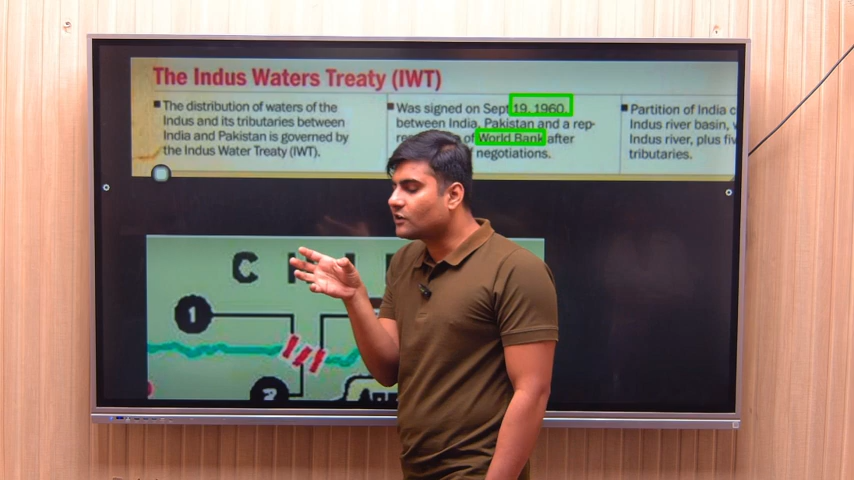 The Indus Waters Treaty (IWT)
■ The distribution of waters of the
Indus and its tributaries between
India and Pakistan is governed by
the Indus Water Treaty (IWT).
■ Was signed on Sept 19, 1960,
between India, Pakistan and a rep-
of World Bank after
negotiations.
■ Partition of India
Indus river basin,
Indus river, plus
tributaries.
C H
1
2